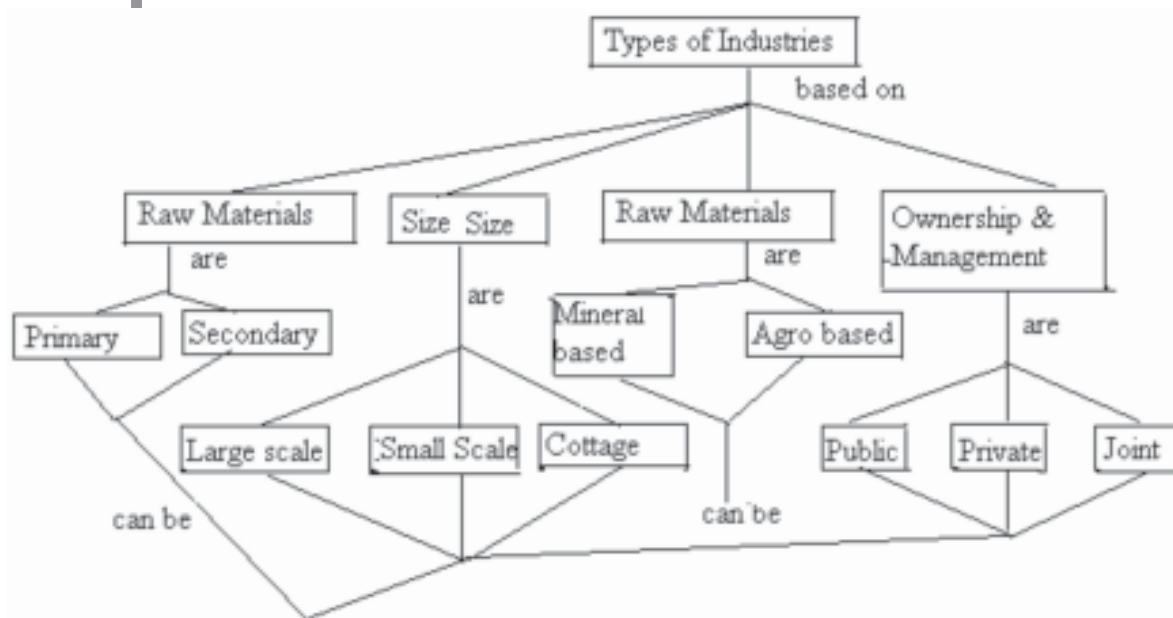 Types of Industries
based on
Raw Materials
Size Size
Raw Materials
Ownership &
Management
are
are
are
are
Primary
Secondary
Mineral
based
Agro based
Large scale
Small Scale
Cottage
Public
Private
Joint
can be
can be